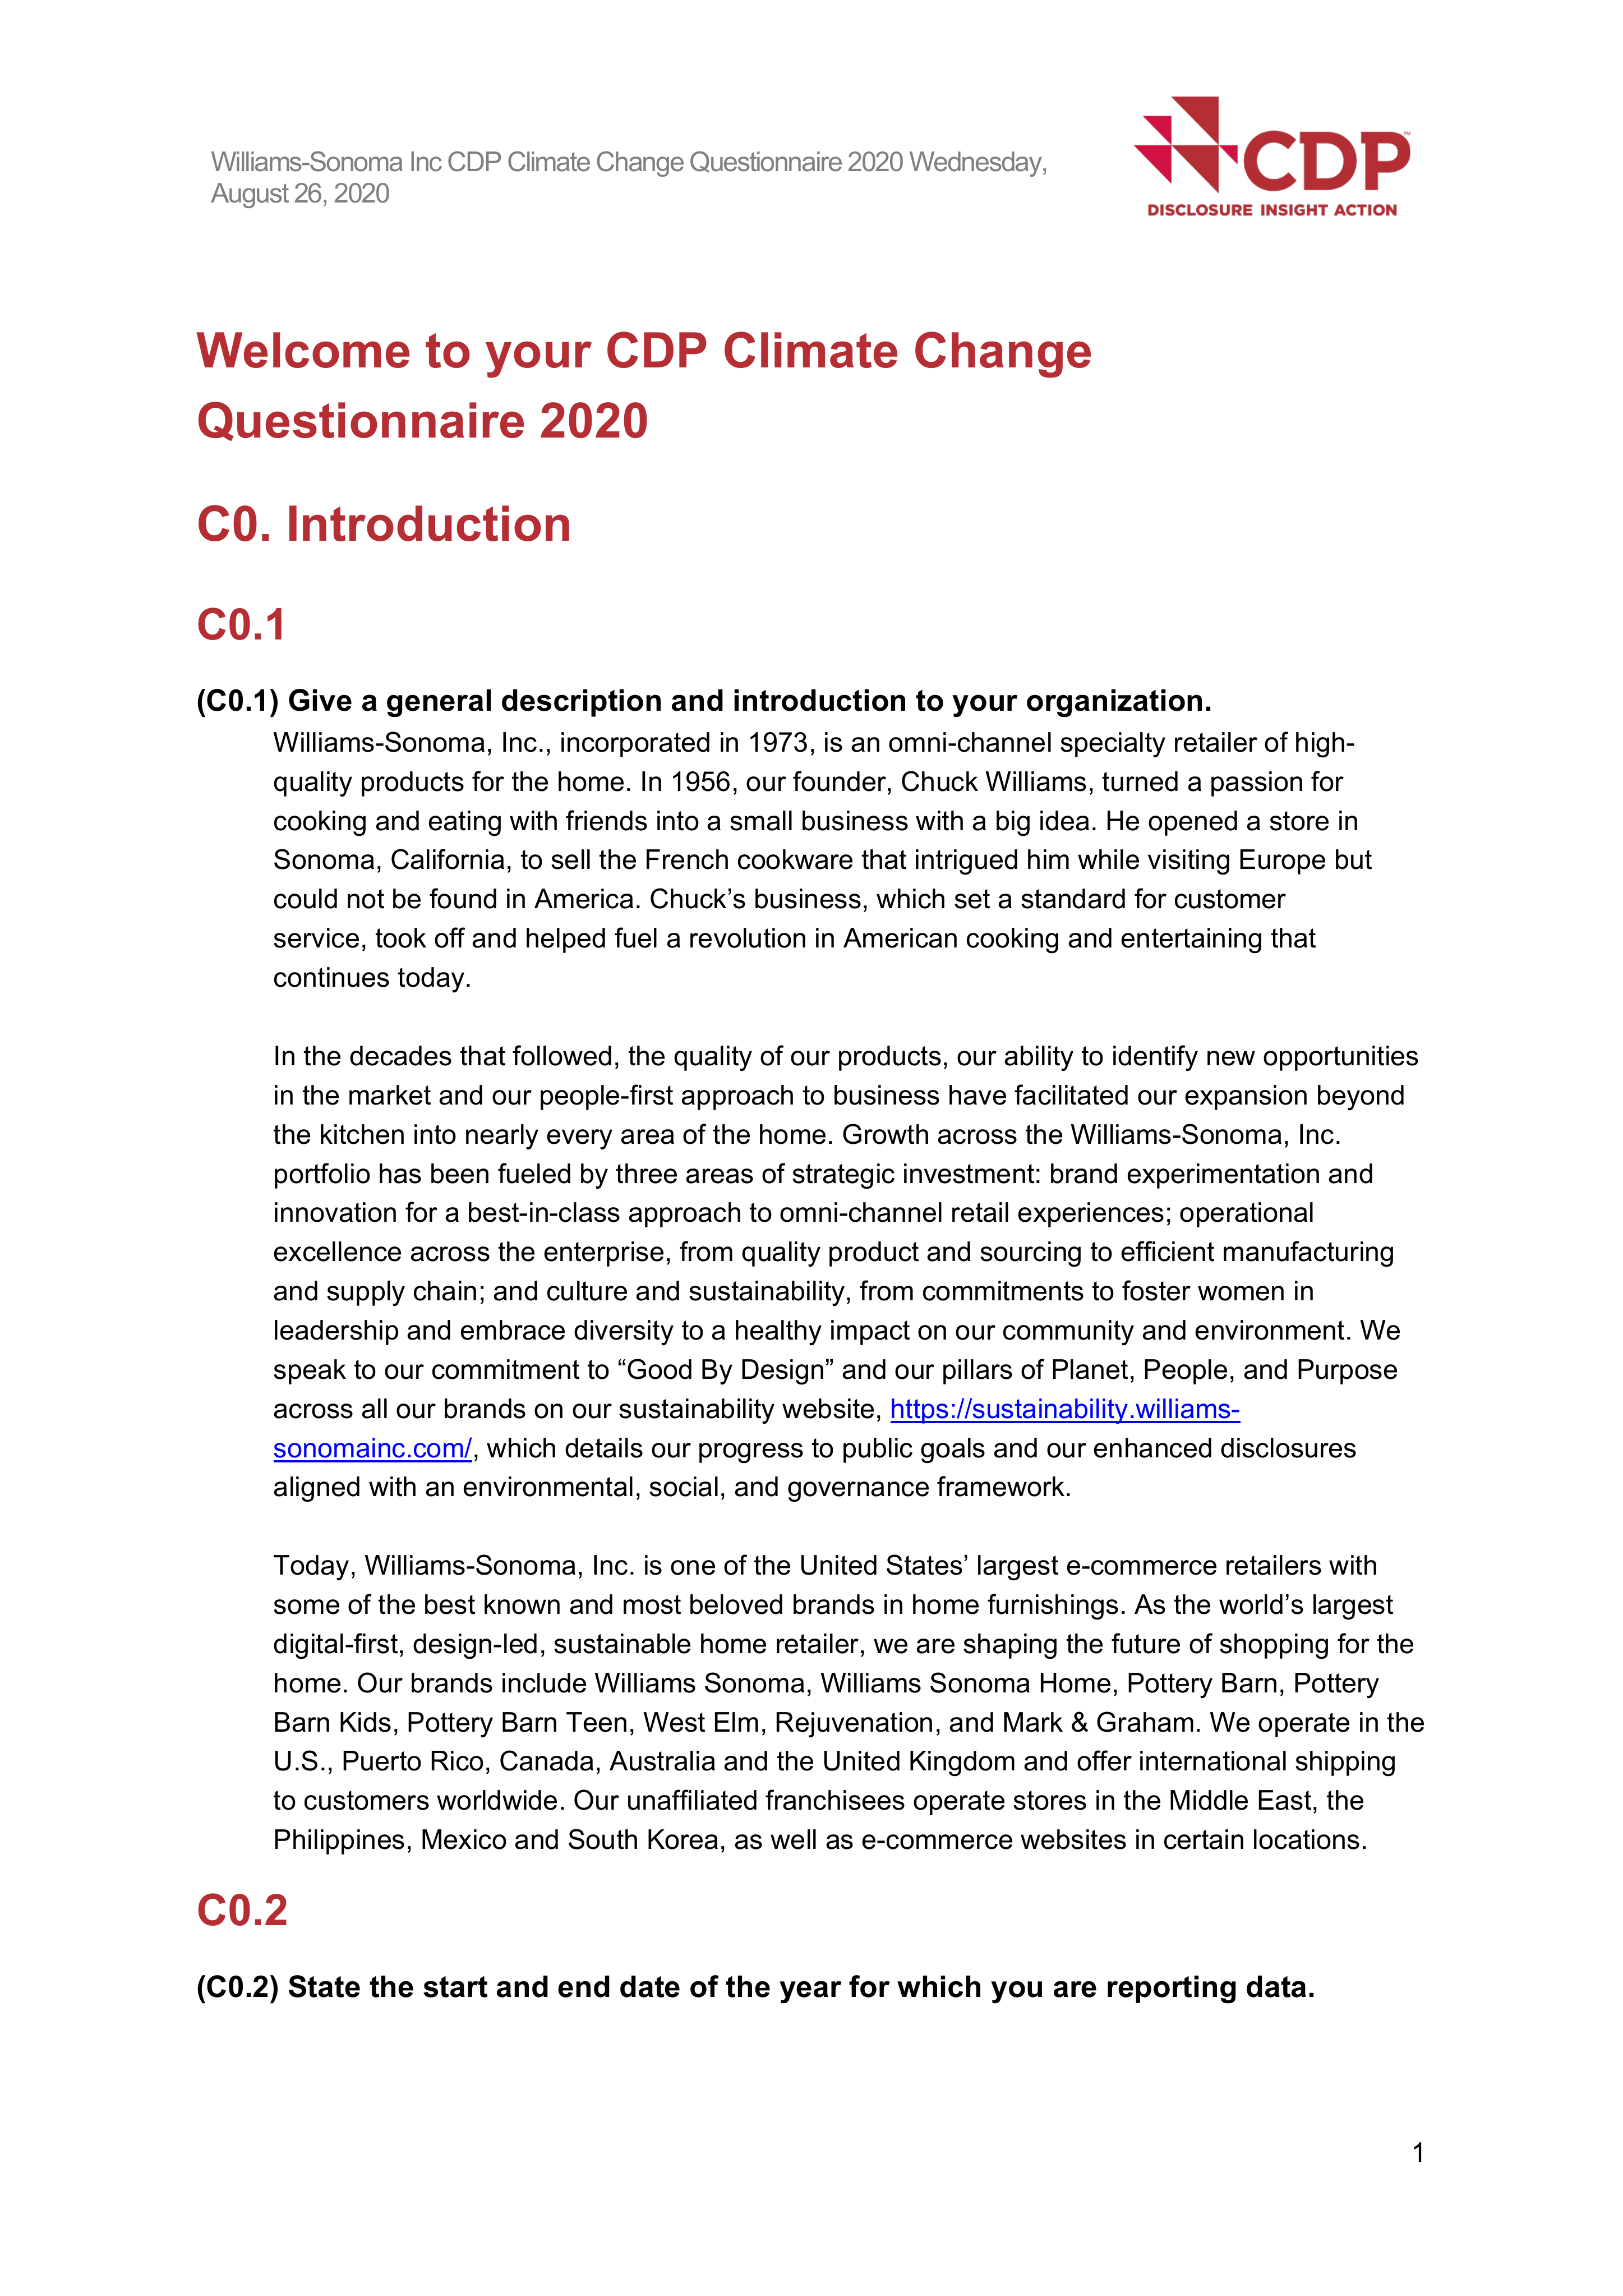 Williams-Sonoma Inc CDP Climate Change Questionnaire 2020 Wednesday,
August 26, 2020
CDP™
DISCLOSURE INSIGHT ACTION
Welcome to your CDP Climate Change
Questionnaire 2020
C0. Introduction
C0.1
(C0.1) Give a general description and introduction to your organization.
Williams-Sonoma, Inc., incorporated in 1973, is an omni-channel specialty retailer of high-
quality products for the home. In 1956, our founder, Chuck Williams, turned a passion for
cooking and eating with friends into a small business with a big idea. He opened a store in
Sonoma, California, to sell the French cookware that intrigued him while visiting Europe but
could not be found in America. Chuck’s business, which set a standard for customer
service, took off and helped fuel a revolution in American cooking and entertaining that
continues today.
In the decades that followed, the quality of our products, our ability to identify new opportunities
in the market and our people-first approach to business have facilitated our expansion beyond
the kitchen into nearly every area of the home. Growth across the Williams-Sonoma, Inc.
portfolio has been fueled by three areas of strategic investment: brand experimentation and
innovation for a best-in-class approach to omni-channel retail experiences; operational
excellence across the enterprise, from quality product and sourcing to efficient manufacturing
and supply chain; and culture and sustainability, from commitments to foster women in
leadership and embrace diversity to a healthy impact on our community and environment. We
speak to our commitment to “Good By Design” and our pillars of Planet, People, and Purpose
across all our brands on our sustainability website, https://sustainability.williams-
sonomainc.com/, which details our progress to public goals and our enhanced disclosures
aligned with an environmental, social, and governance framework.
Today, Williams-Sonoma, Inc. is one of the United States’ largest e-commerce retailers with
some of the best known and most beloved brands in home furnishings. As the world’s largest
digital-first, design-led, sustainable home retailer, we are shaping the future of shopping for the
home. Our brands include Williams Sonoma, Williams Sonoma Home, Pottery Barn, Pottery
Barn Kids, Pottery Barn Teen, West Elm, Rejuvenation, and Mark & Graham. We operate in the
U.S., Puerto Rico, Canada, Australia and the United Kingdom and offer international shipping
to customers worldwide. Our unaffiliated franchisees operate stores in the Middle East, the
Philippines, Mexico and South Korea, as well as e-commerce websites in certain locations.
C0.2
(C0.2) State the start and end date of the year for which you are reporting data.
1